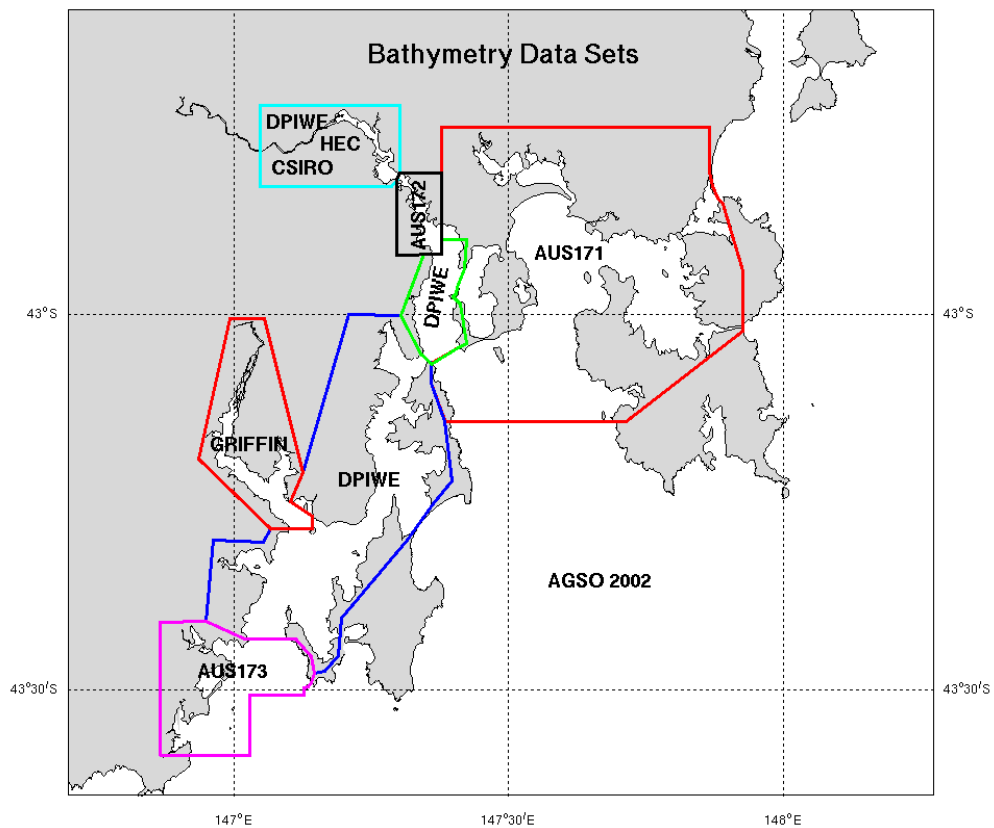 Bathymetry Data Sets
DPIWE
HEC
CSIRO
AUS172
AUS171
DPIWE
43°S
43°S
GRIFFIN
DPIWE
AGSO 2002
AUS173
43°30'S
43°30'S
147°E
147°30'E
148°E